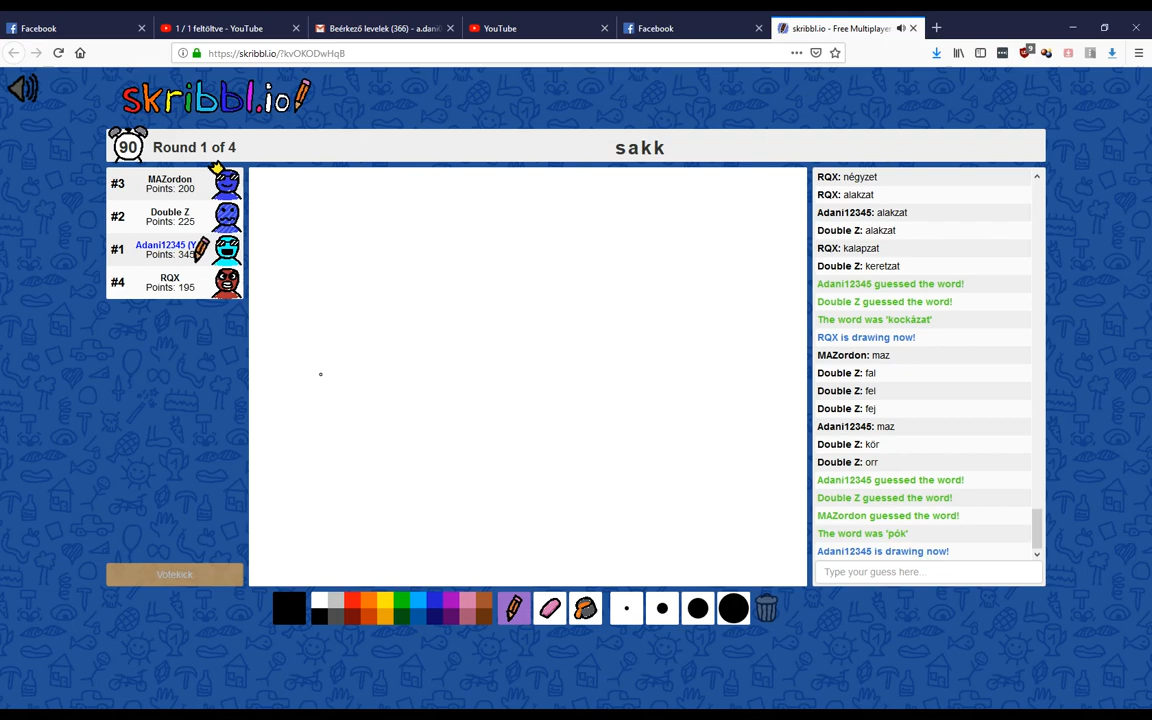 Facebook
1 / 1 feltöltve - YouTube
Beérkező levelek (366) – a.dani
YouTube
Facebook
skribbl.io - Free Multiplayer
https://skribbl.io/?kvOKODwHqB
9
skribbl.io
90
Round 1 of 4
sakk
#3
MAZordon
Points: 200
#2
Double Z
Points: 225
#1
Adani12345 (Y
Points: 345
#4
RQX
Points: 195
Votekick
RQX: négyzet
RQX: alakzat
Adani12345: alakzat
Double Z: alakzat
RQX: kalapzat
Double Z: keretzat
Adani12345 guessed the word!
Double Z guessed the word!
The word was 'kockázat'
RQX is drawing now!
MAZordon: maz
Double Z: fal
Double Z: fel
Double Z: fej
Adani12345: maz
Double Z: kör
Double Z: orr
Adani12345 guessed the word!
Double Z guessed the word!
MAZordon guessed the word!
The word was 'pók'
Adani12345 is drawing now!
Type your guess here...